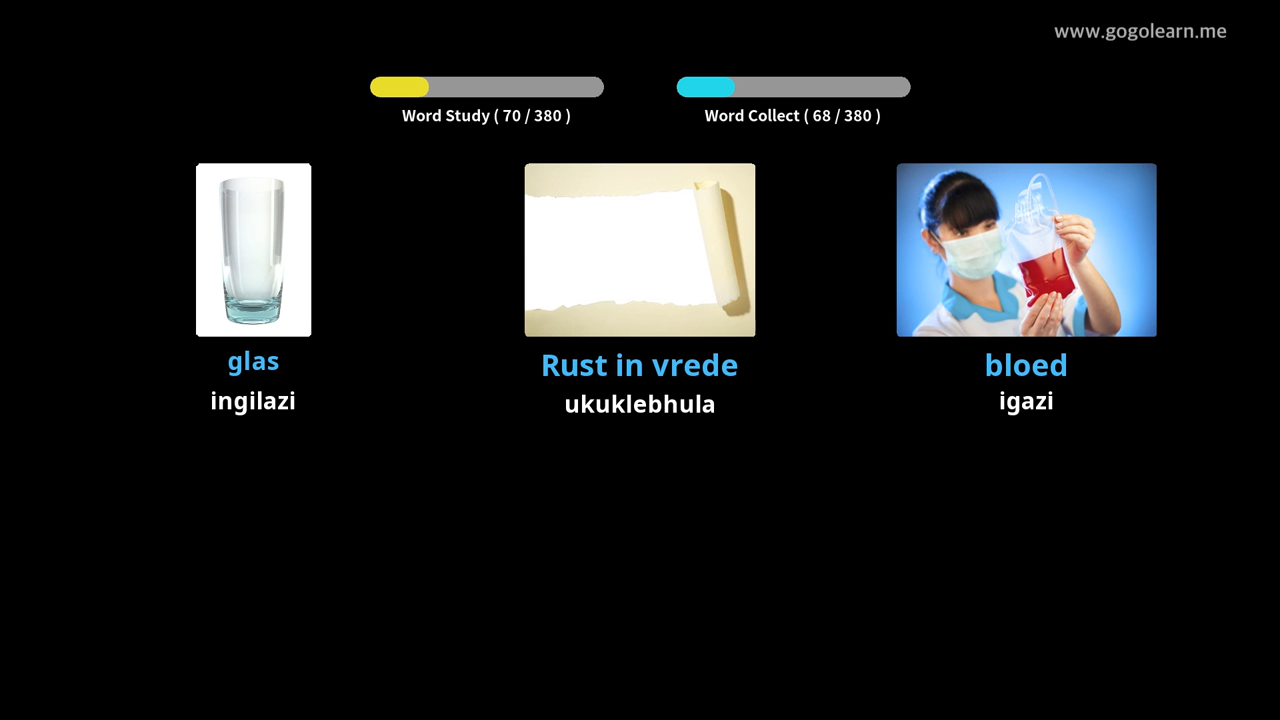 www.gogolearn.me
Word Study ( 70 / 380 )
Word Collect ( 68 / 380 )
glas
ingilazi
Rust in vrede
ukuklebhula
bloed
igazi